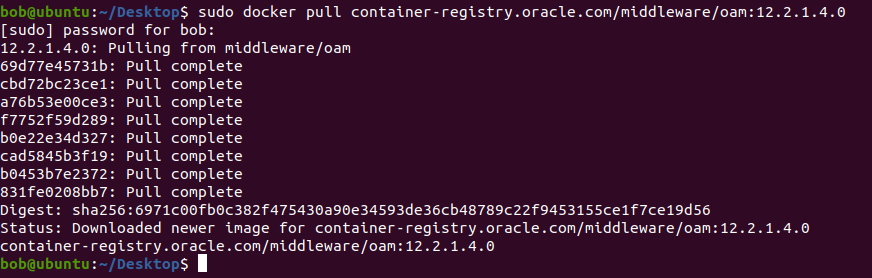 bob@ubuntu:~/Desktop$ sudo docker pull container-registry.oracle.com/middleware/oam:12.2.1.4.0
[sudo] password for bob:
12.2.1.4.0: Pulling from middleware/oam
69d77e45731b: Pull complete
cbd72bc23ce1: Pull complete
a76b53e00ce3: Pull complete
f7752f59d289: Pull complete
b0e22e34d327: Pull complete
cad5845b3f19: Pull complete
b0453b7e2372: Pull complete
831fe0208bb7: Pull complete
Digest: sha256:6971c00fb0c382f475430a90e34593de36cb48789c22f9453155ce1f7ce19d56
Status: Downloaded newer image for container-registry.oracle.com/middleware/oam:12.2.1.4.0
container-registry.oracle.com/middleware/oam:12.2.1.4.0
bob@ubuntu:~/Desktop$